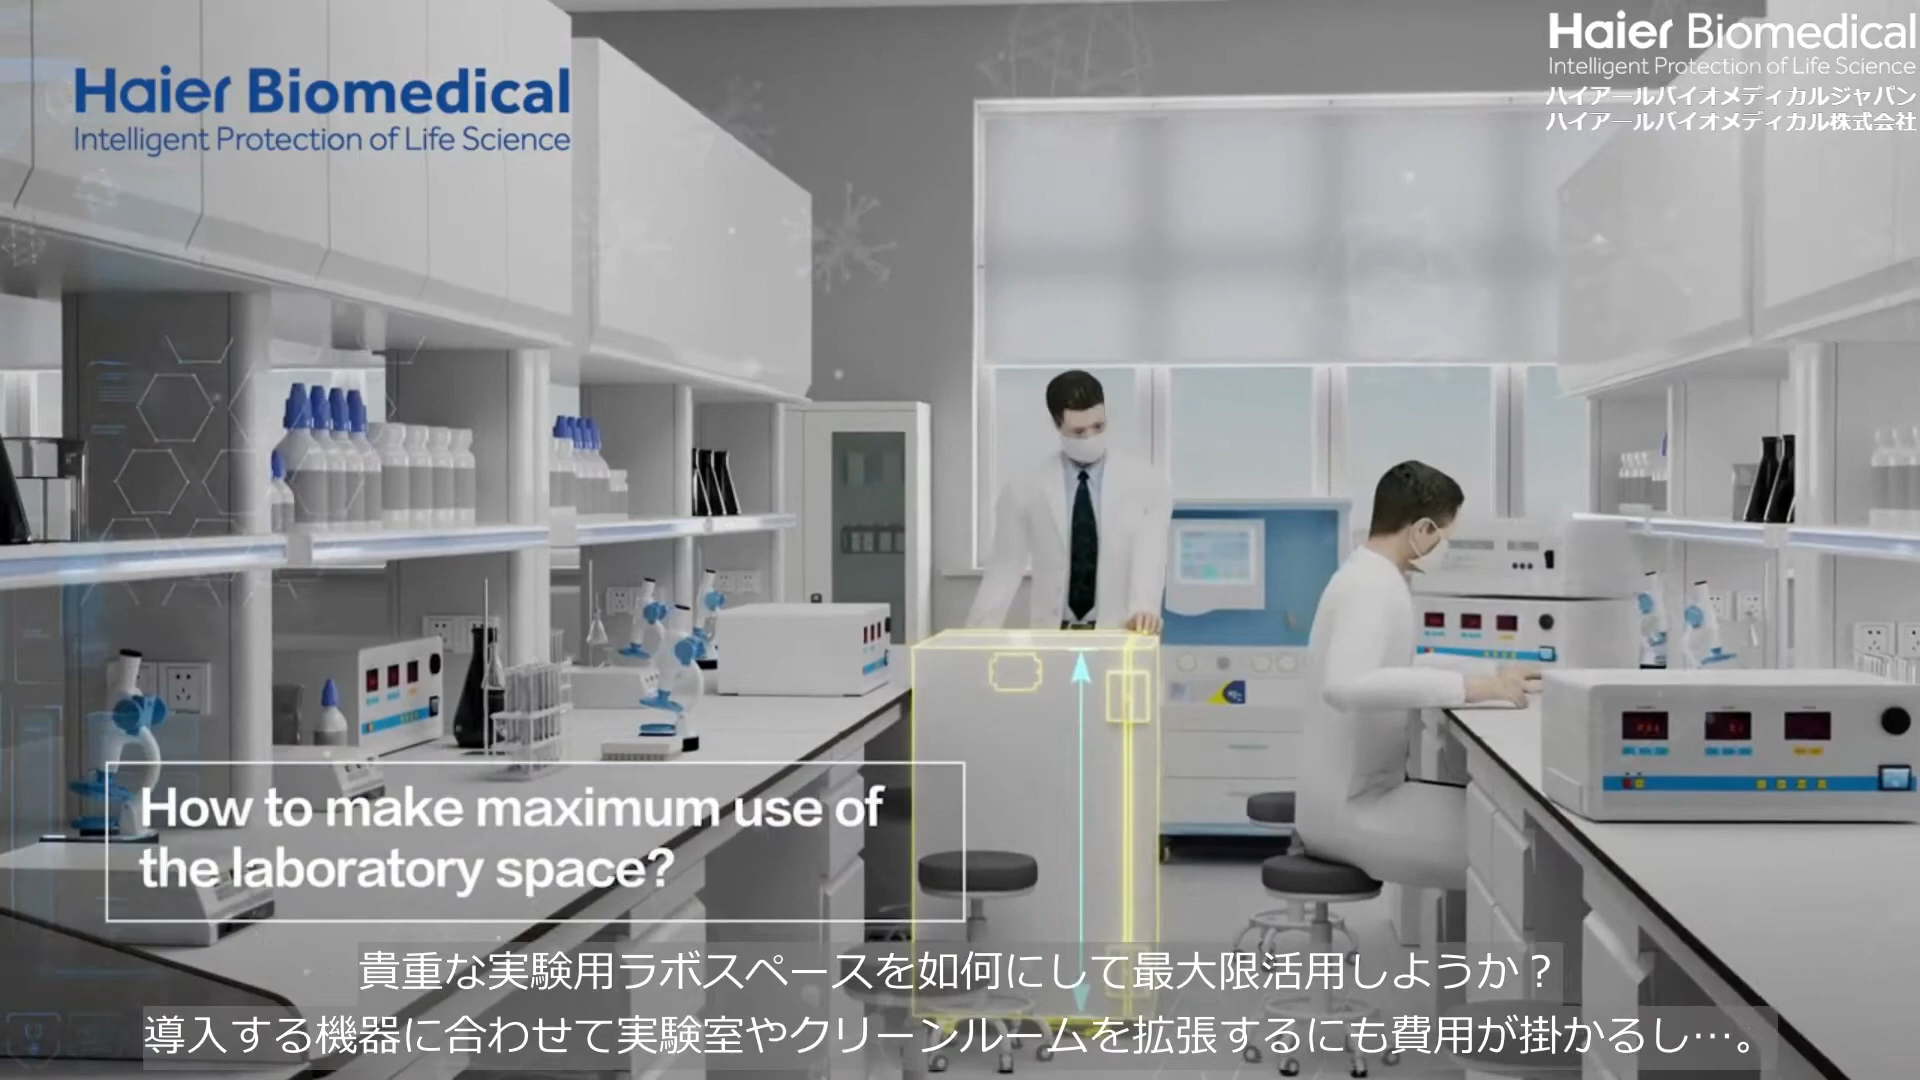 Haier Biomedical
Intelligent Protection of Life Science
Haier Biomedical
Intelligent Protection of Life Science
ハイアールバイオメディカルジャパン
ハイアールバイオメディカル株式会社
How to make maximum use of
the laboratory space?
貴重な実験用ラボスペースを如何にして最大限活用しようか？
導入する機器に合わせて実験室やクリーンルームを拡張するにも費用が掛かるし…。